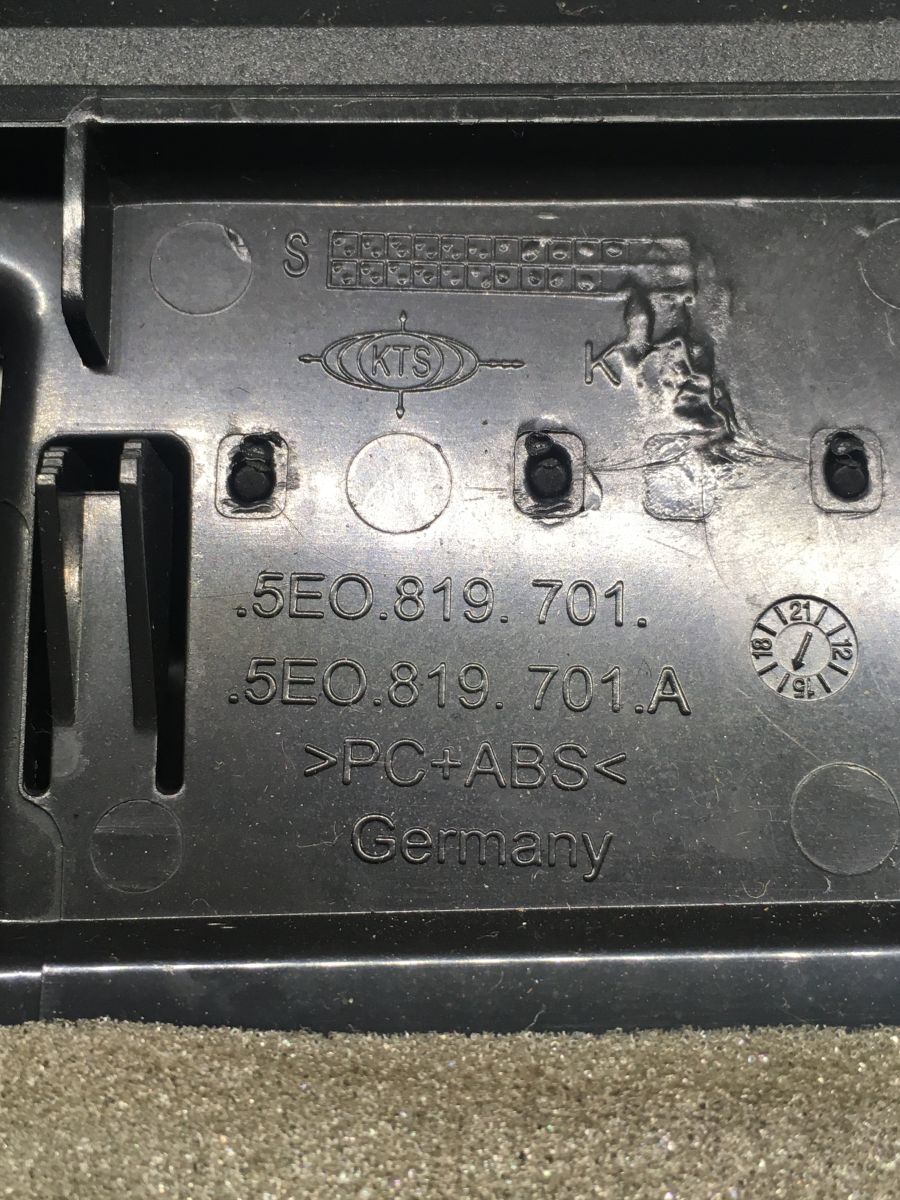 S
KTS
K
.5EO.819. 701.
21
18 12
15
.5EO.819. 701.A
>PC+ABS<
Germany